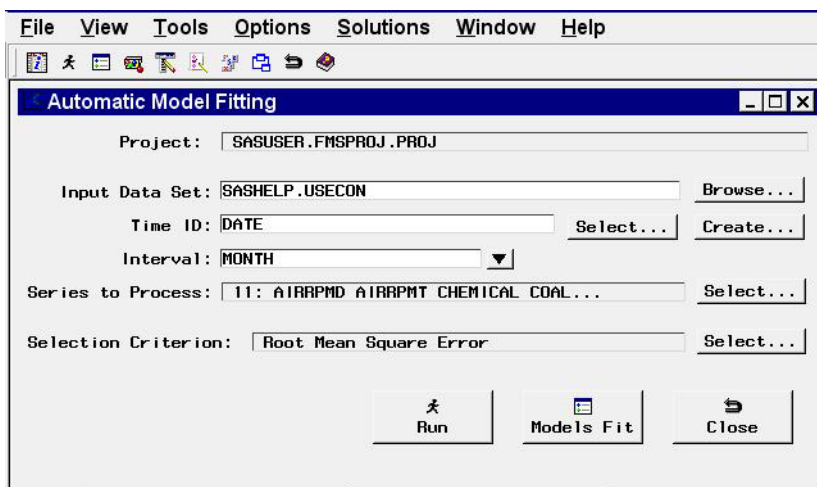 File View Tools Options Solutions Window Help
Automatic Model Fitting
Project: SASUSER.FMSPROJ.PROJ
Input Data Set: SASHELP.USECON Browse...
Time ID: DATE Select... Create...
Interval: MONTH
Series to Process: 11: AIRRPMD AIRRPMT CHEMICAL COAL... Select...
Selection Criterion: Root Mean Square Error Select...
Run Models Fit Close